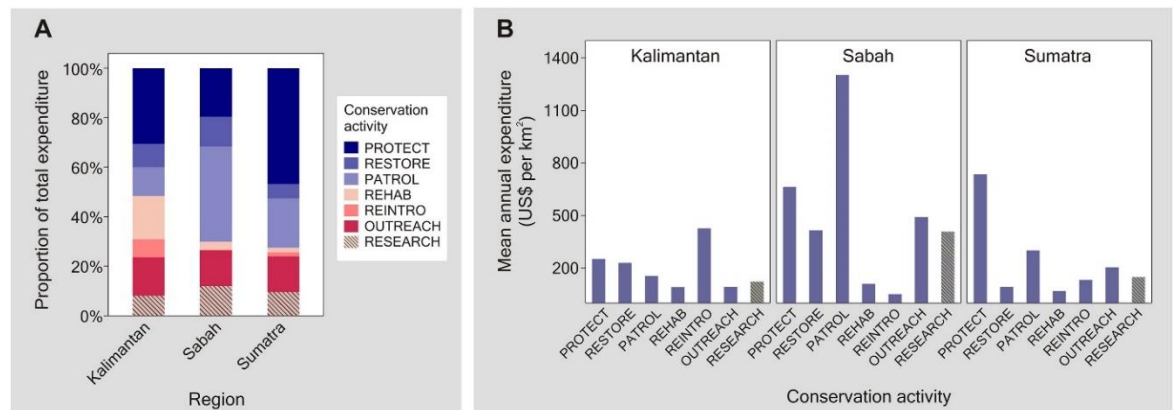 A
Proportion of total expenditure
100%
80%
60%
40%
20%
0%
Kalimantan
Sabah
Sumatra
Region
Conservation
activity
PROTECT
RESTORE
PATROL
REHAB
REINTRO
OUTREACH
RESEARCH
B
Mean annual expenditure
(US$ per km²)
1400
1100
800
500
200
Kalimantan
Sabah
Sumatra
PROTECT
RESTORE
PATROL
REHAB
REINTRO
OUTREACH
RESEARCH
PROTECT
RESTORE
PATROL
REHAB
REINTRO
OUTREACH
RESEARCH
PROTECT
RESTORE
PATROL
REHAB
REINTRO
OUTREACH
RESEARCH
Conservation activity